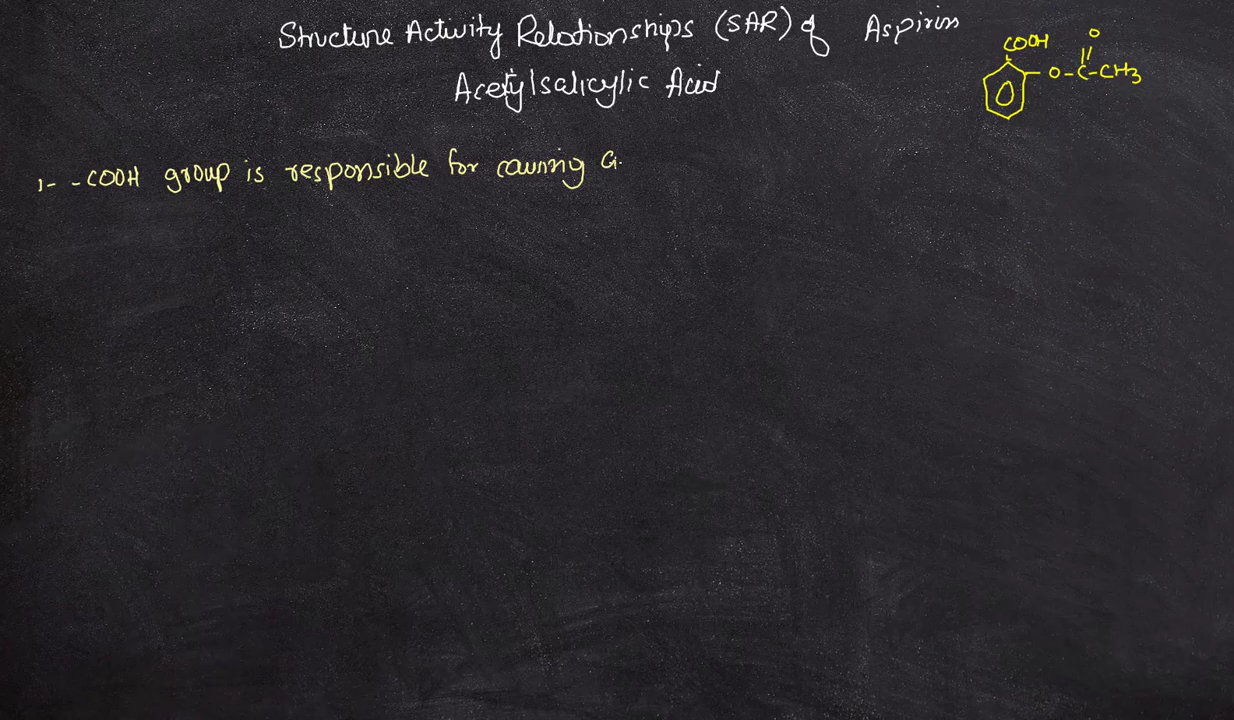 Structure Activity Relationships (SAR) of Aspirin
Acetylsalicylic Acid
COOH
O
O-C-CH3
1- -COOH group is responsible for causing G